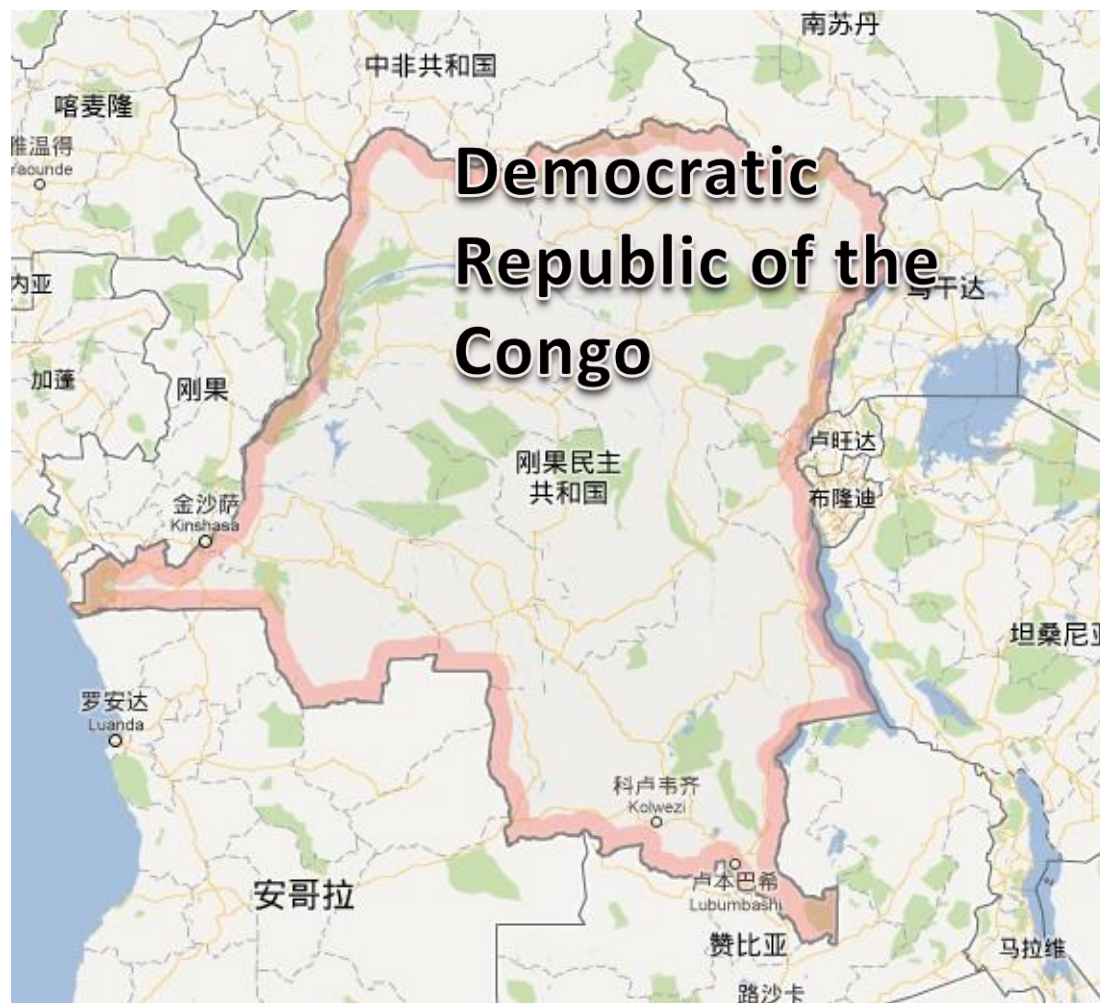 南苏丹
中非共和国
喀麦隆
雅温得
Yaounde
Democratic
Republic of the
Congo
内亚
乌干达
加蓬
刚果
卢旺达
刚果民主
共和国
布隆迪
金沙萨
Kinshasa
坦桑尼亚
罗安达
Luanda
科卢韦齐
Kolwezi
卢本巴希
Lubumbashi
安哥拉
赞比亚
马拉维
路沙卡